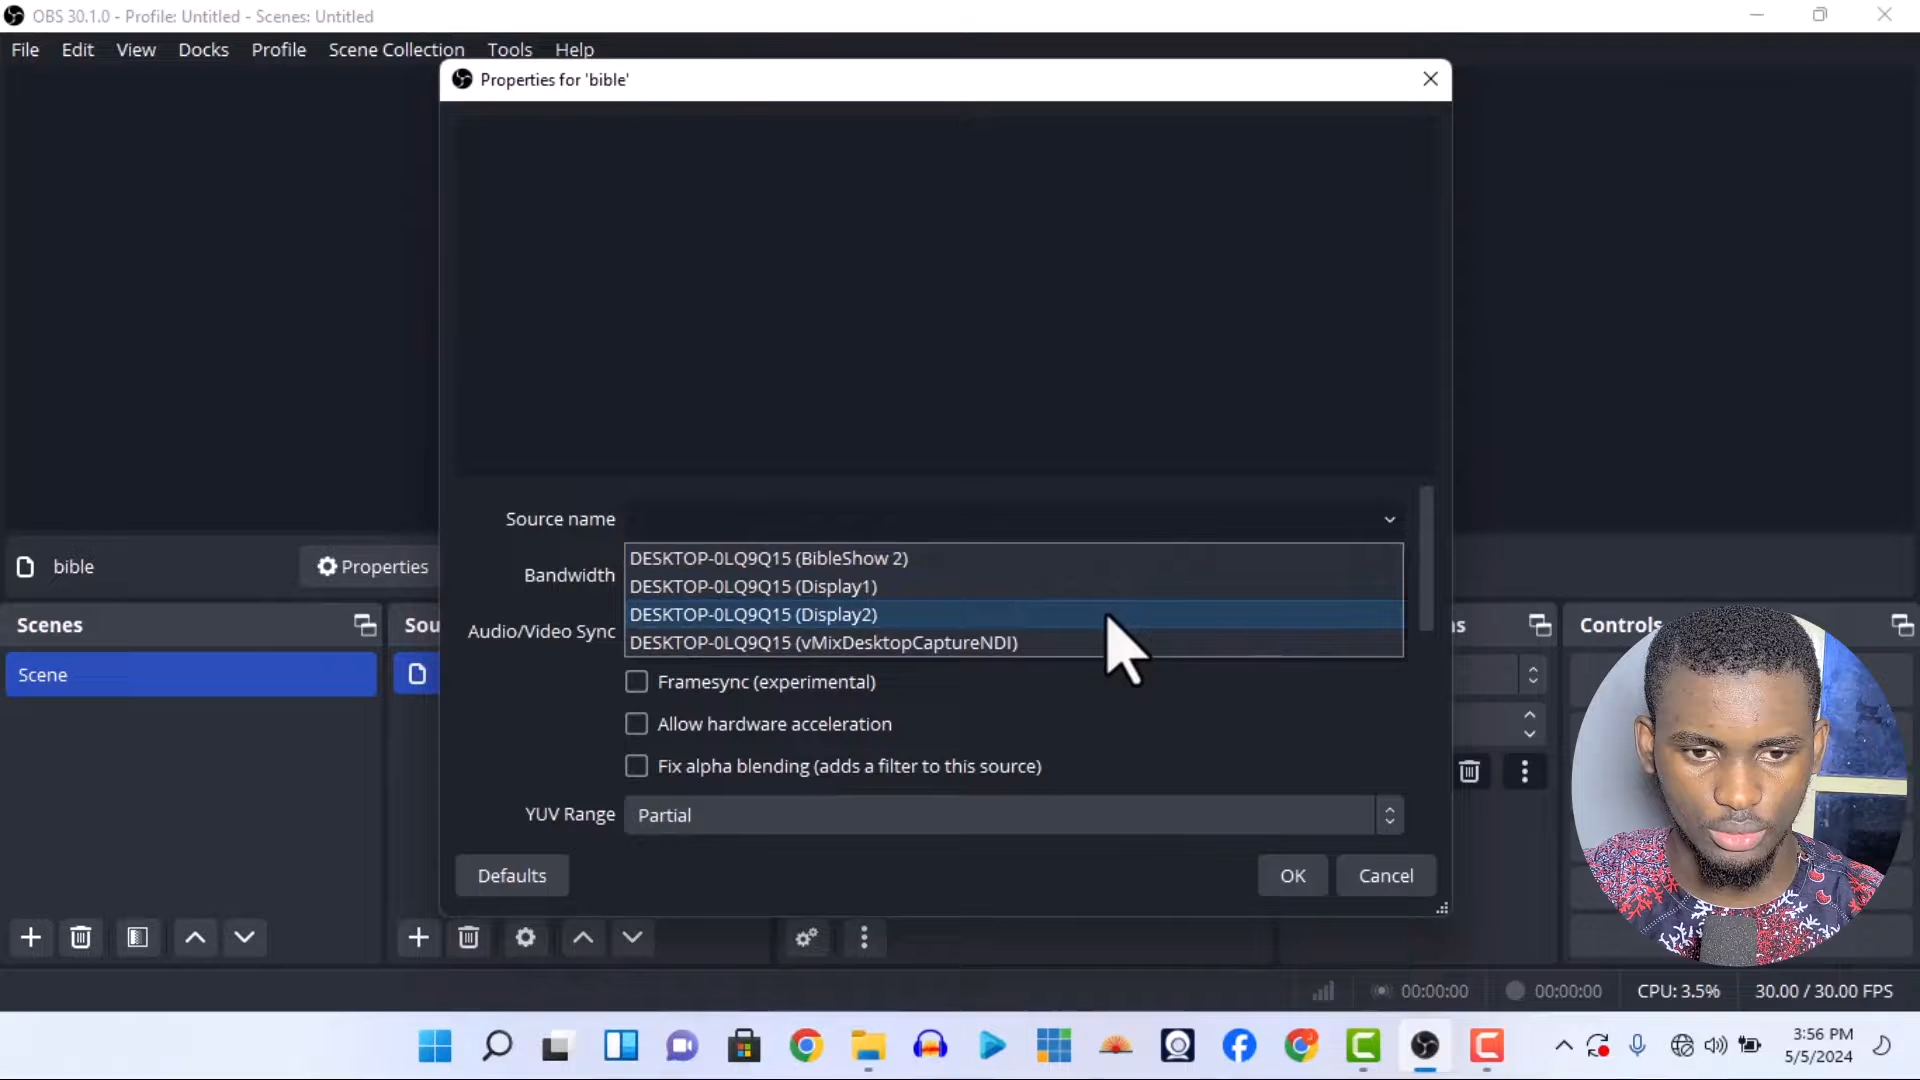 OBS 30.1.0 - Profile: Untitled - Scenes: Untitled
File Edit View Docks Profile Scene Collection Tools Help
Properties for 'bible'
Source name
bible
Properties
Bandwidth
DESKTOP-0LQ9Q15 (BibleShow 2)
DESKTOP-0LQ9Q15 (Display1)
DESKTOP-0LQ9Q15 (Display2)
DESKTOP-0LQ9Q15 (vMixDesktopCaptureNDI)
Audio/Video Sync
Scenes
Sou
ns
Controls
Scene
Framesync (experimental)
Allow hardware acceleration
Fix alpha blending (adds a filter to this source)
YUV Range
Partial
Defaults
OK
Cancel
00:00:00
00:00:00
CPU: 3.5%
30.00 / 30.00 FPS
3:56 PM
5/5/2024